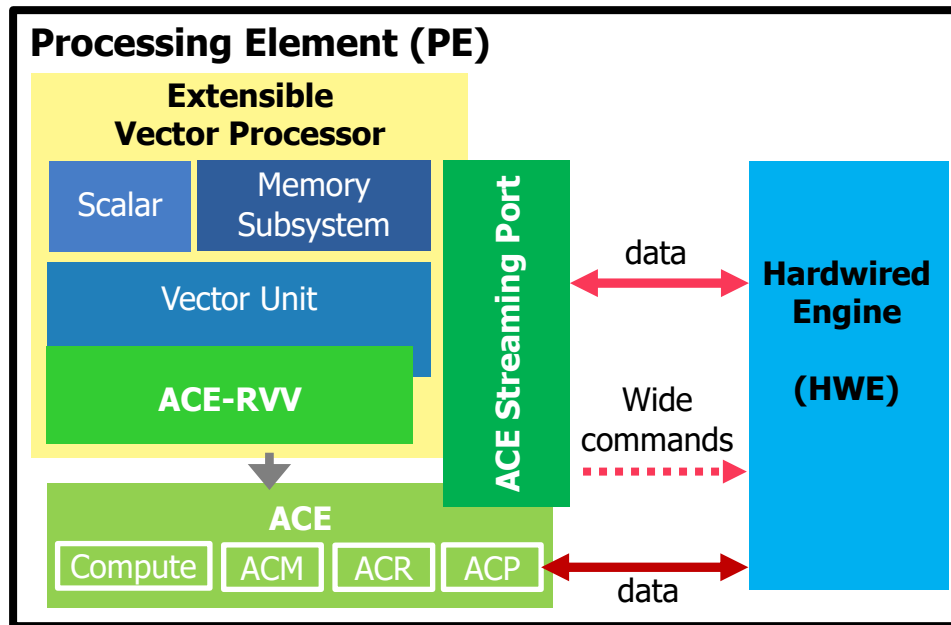 Processing Element (PE)
Extensible
Vector Processor
Scalar
Memory
Subsystem
Vector Unit
ACE-RVV
ACE Streaming Port
data
Wide
commands
Hardwired
Engine
(HWE)
ACE
Compute
ACM
ACR
ACP
data